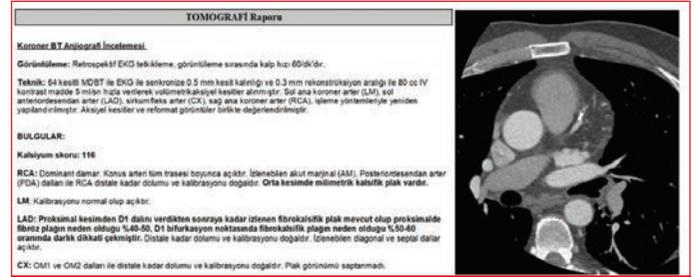 TOMOGRAFİ Raporu
Koroner BT Anjiografi İncelemesi
Görüntüleme: Retrospektif EKG tetkikleme, görüntüleme sırasında kalp hızı 60/dk'dır.
Teknik: 64 kesitli MDBT ile EKG ile senkronize 0.5 mm kesit kalınlığı ve 0.3 mm rekonstrüksiyon aralığı ile 80 cc IV
kontrast madde 5 ml/sn hızla verilerek volümetrikaksiyel kesitler alınmıştır. Sol ana koroner arter (LM), sol
anteriordesendan arter (LAD), sirkumfleks arter (CX), sağ ana koroner arter (RCA), işleme yöntemleriyle yeniden
yapılandırılmıştır. Aksiyel kesitler ve reformat görüntüler birlikte değerlendirilmiştir.
BULGULAR:
Kalsiyum skoru: 116
RCA: Dominant damar. Konus arteri tüm trasesi boyunca açıktır. İzlenebilen akut marjinal (AM), Posteriordesendan arter
(PDA) dalları ile RCA distale kadar dolumu ve kalibrasyonu doğaldır. Orta kesimde milimetrik kalsifik plak vardır.
LM: Kalibrasyonu normal olup açıktır.
LAD: Proksimal kesimden D1 dalını verdikten sonraya kadar izlenen fibrokalsifik plak mevcut olup proksimalde
fibröz plağın neden olduğu %40-50, D1 bifurkasyon noktasında fibrokalsifik plağın neden olduğu %50-60
oranında darlık dikkati çekmiştir. Distale kadar dolumu ve kalibrasyonu doğaldır. İzlenebilen diagonal ve septal dallar
açıktır.
CX: OM1 ve OM2 dalları ile distale kadar dolumu ve kalibrasyonu doğaldır. Plak görünümü saptanmadı.